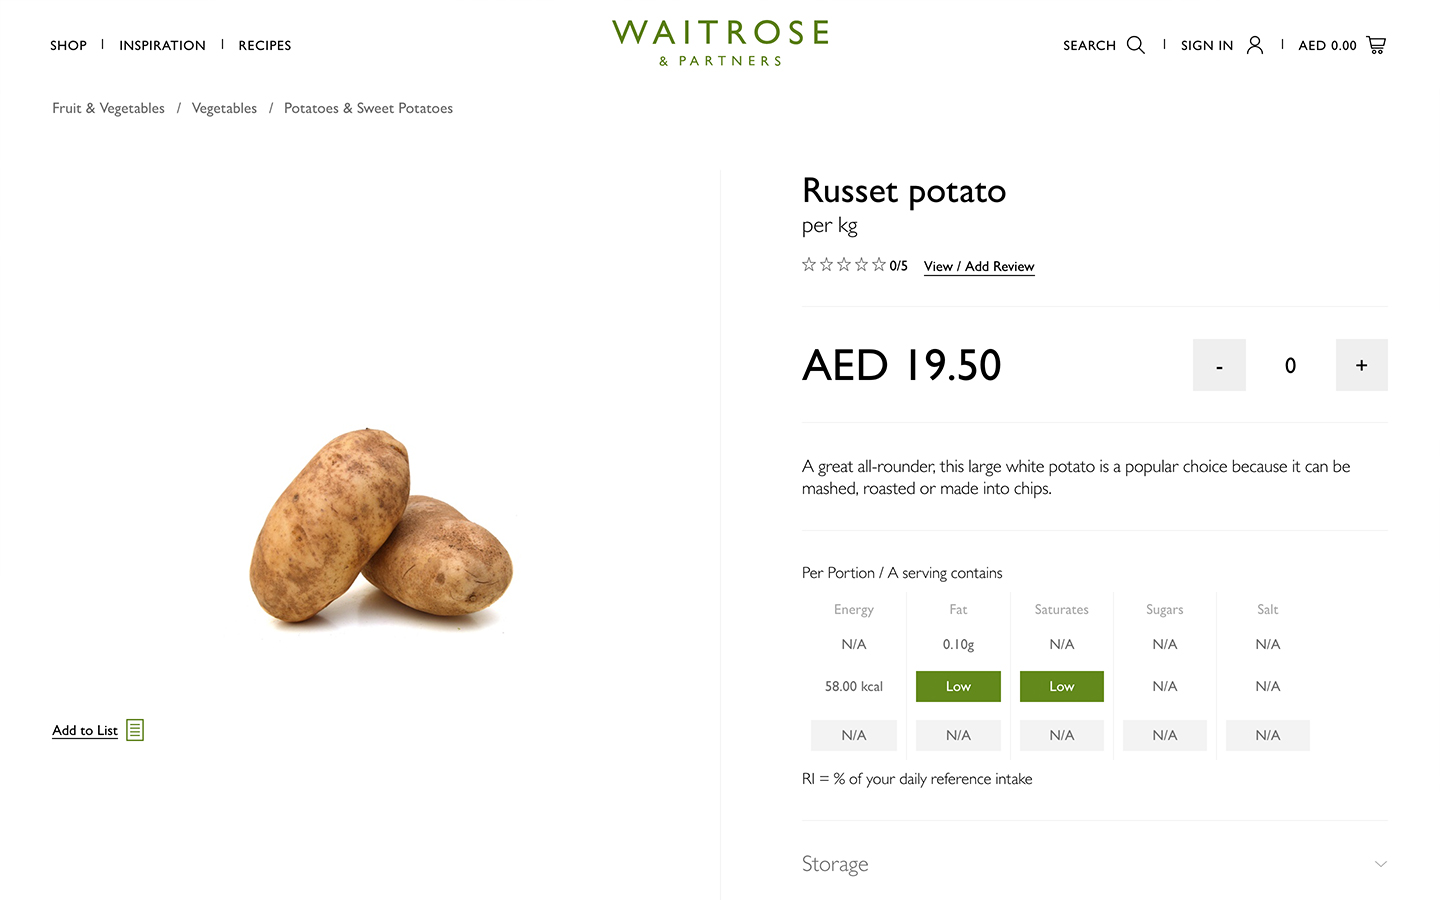 SHOP | INSPIRATION | RECIPES
WAITROSE
& PARTNERS
SEARCH | SIGN IN | AED 0.00
Fruit & Vegetables / Vegetables / Potatoes & Sweet Potatoes
Russet potato
per kg
0/5 View / Add Review
AED 19.50
- 0 +
A great all-rounder, this large white potato is a popular choice because it can be
mashed, roasted or made into chips.
Per Portion / A serving contains
Energy Fat Saturates Sugars Salt
N/A 0.10g N/A N/A N/A
58.00 kcal Low Low N/A N/A
N/A N/A N/A N/A N/A
RI = % of your daily reference intake
Add to List
Storage